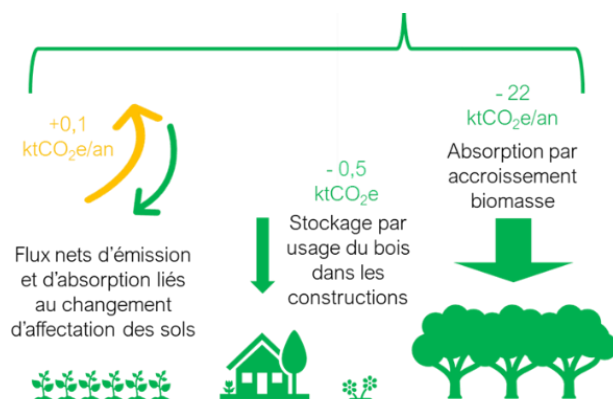 +0,1
ktCO₂e/an
Flux nets d'émission
et d'absorption liés
au changement
d'affectation des sols
- 0,5
ktCO₂e
Stockage par
usage du bois
dans les
constructions
- 22
ktCO₂e/an
Absorption par
accroissement
biomasse